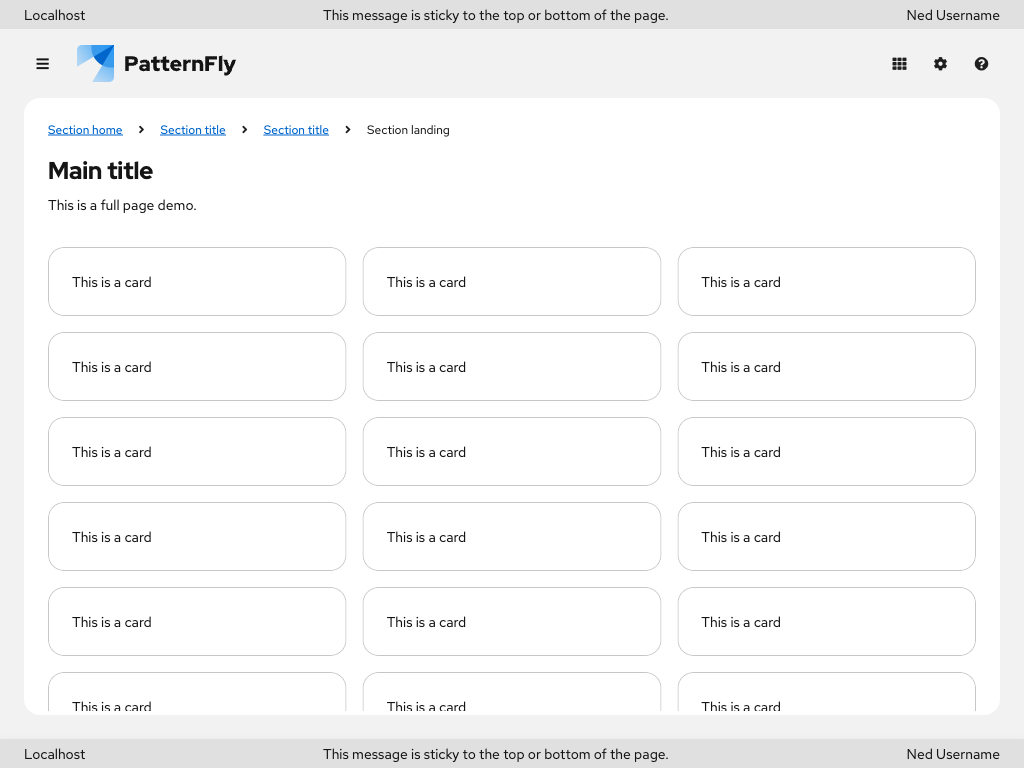 Localhost This message is sticky to the top or bottom of the page. Ned Username
PatternFly
Section home Section title Section title Section landing
Main title
This is a full page demo.
This is a card This is a card This is a card
This is a card This is a card This is a card
This is a card This is a card This is a card
This is a card This is a card This is a card
This is a card This is a card This is a card
This is a card This is a card This is a card
Localhost This message is sticky to the top or bottom of the page. Ned Username